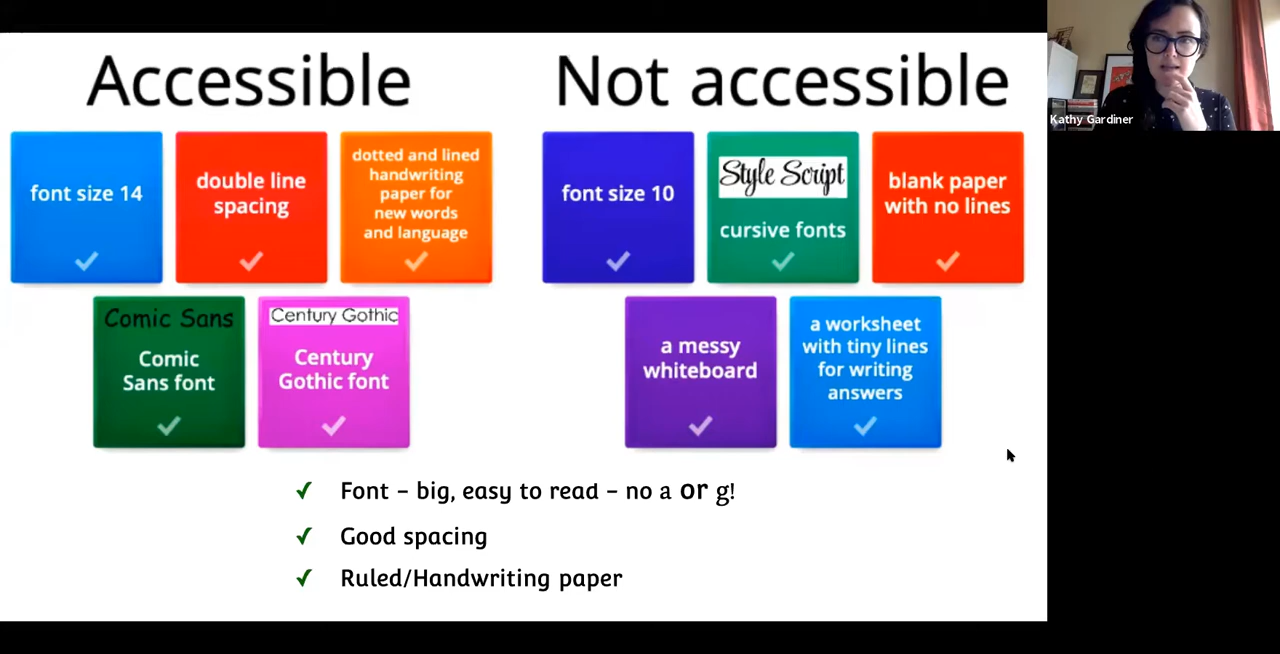 Accessible
Not accessible
font size 14
double line
spacing
dotted and lined
handwriting
paper for
new words
and language
font size 10
Style Script
cursive fonts
blank paper
with no lines
Comic Sans
Comic
Sans font
Century Gothic
Century
Gothic font
a messy
whiteboard
a worksheet
with tiny lines
for writing
answers
✓ Font – big, easy to read – no a or g!
✓ Good spacing
✓ Ruled/Handwriting paper
Kathy Gardiner